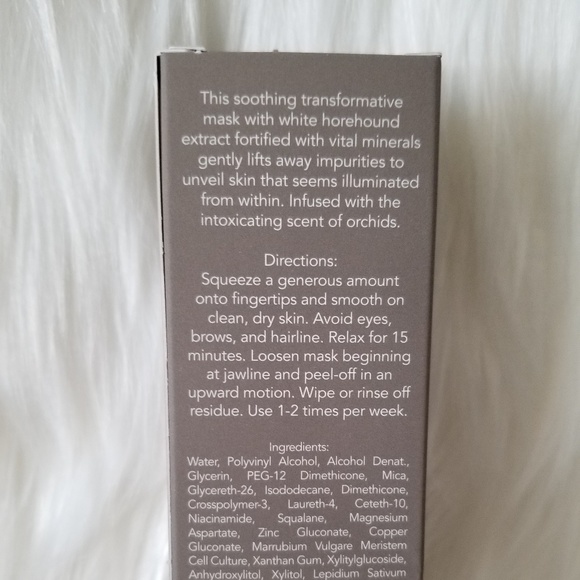 This soothing transformative
mask with white horehound
extract fortified with vital minerals
gently lifts away impurities to
unveil skin that seems illuminated
from within. Infused with the
intoxicating scent of orchids.
Directions:
Squeeze a generous amount
onto fingertips and smooth on
clean, dry skin. Avoid eyes,
brows, and hairline. Relax for 15
minutes. Loosen mask beginning
at jawline and peel-off in an
upward motion. Wipe or rinse off
residue. Use 1-2 times per week.
Ingredients:
Water, Polyvinyl Alcohol, Alcohol Denat.,
Glycerin, PEG-12 Dimethicone, Mica,
Glycereth-26, Isododecane, Dimethicone,
Crosspolymer-3, Laureth-4, Ceteth-10,
Niacinamide, Squalane, Magnesium
Aspartate, Zinc Gluconate, Copper
Gluconate, Marrubium Vulgare Meristem
Cell Culture, Xanthan Gum, Xylitylglucoside,
Anhydroxylitol, Xylitol, Lepidium Sativum